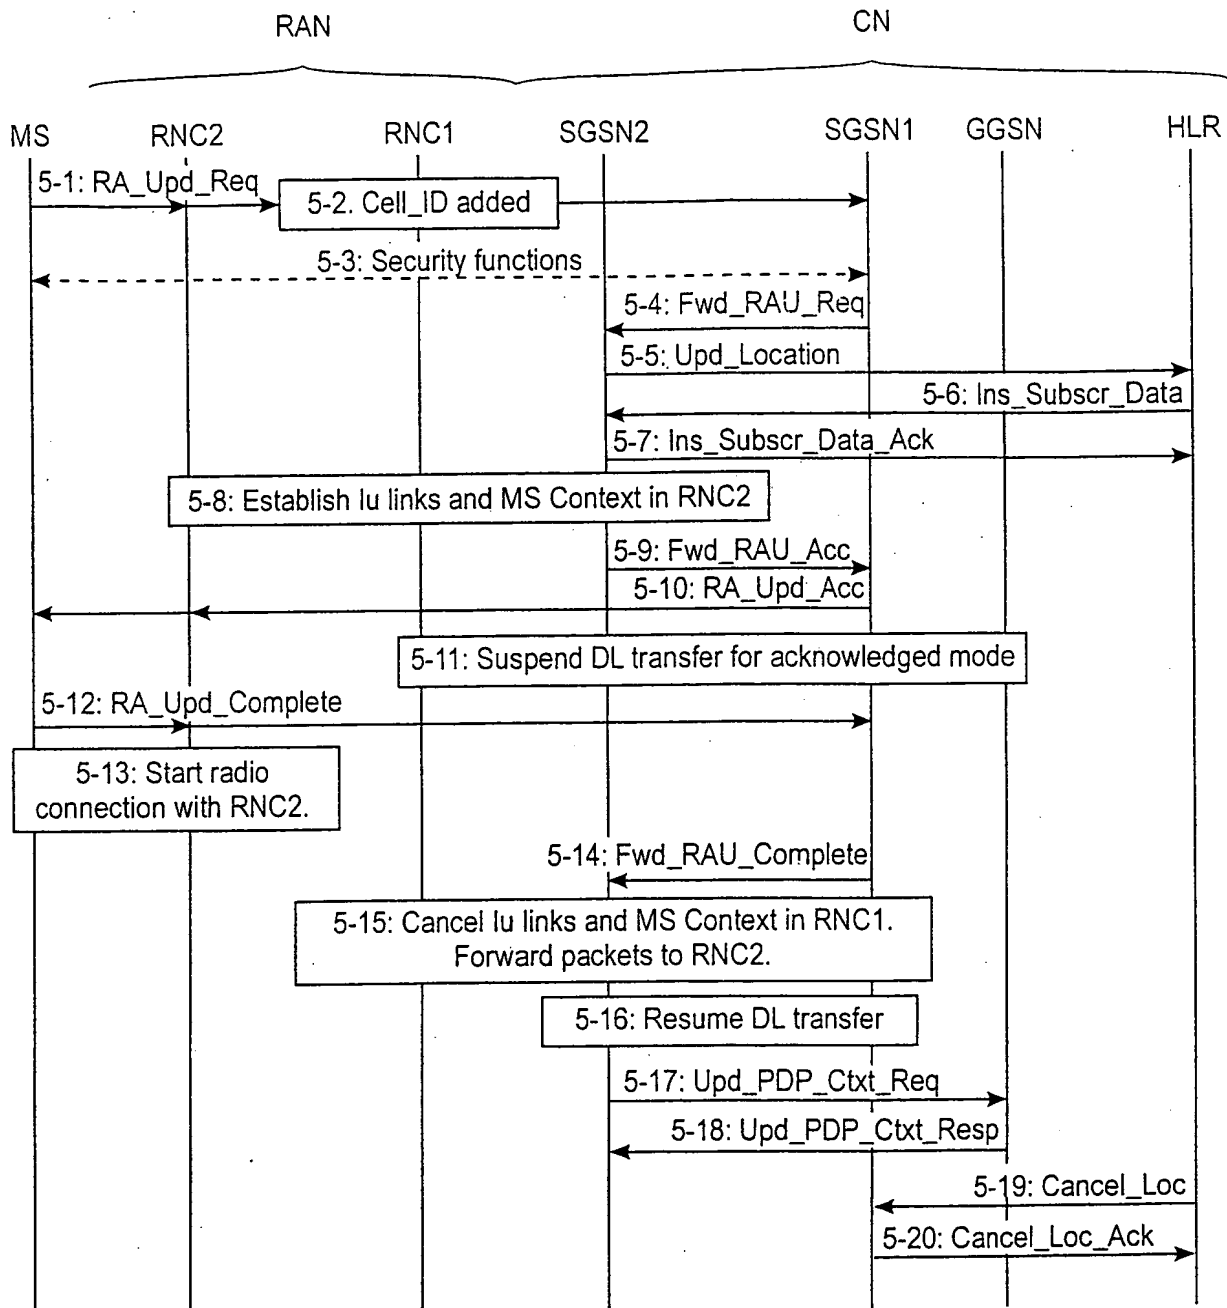 RAN
CN
MS
RNC2
RNC1
SGSN2
SGSN1
GGSN
HLR
5-1: RA_Upd_Req
5-2. Cell_ID added
5-3: Security functions
5-4: Fwd_RAU_Req
5-5: Upd_Location
5-6: Ins_Subscr_Data
5-7: Ins_Subscr_Data_Ack
5-8: Establish Iu links and MS Context in RNC2
5-9: Fwd_RAU_Acc
5-10: RA_Upd_Acc
5-11: Suspend DL transfer for acknowledged mode
5-12: RA_Upd_Complete
5-13: Start radio
connection with RNC2.
5-14: Fwd_RAU_Complete
5-15: Cancel Iu links and MS Context in RNC1.
Forward packets to RNC2.
5-16: Resume DL transfer
5-17: Upd_PDP_Ctxt_Req
5-18: Upd_PDP_Ctxt_Resp
5-19: Cancel_Loc
5-20: Cancel_Loc_Ack